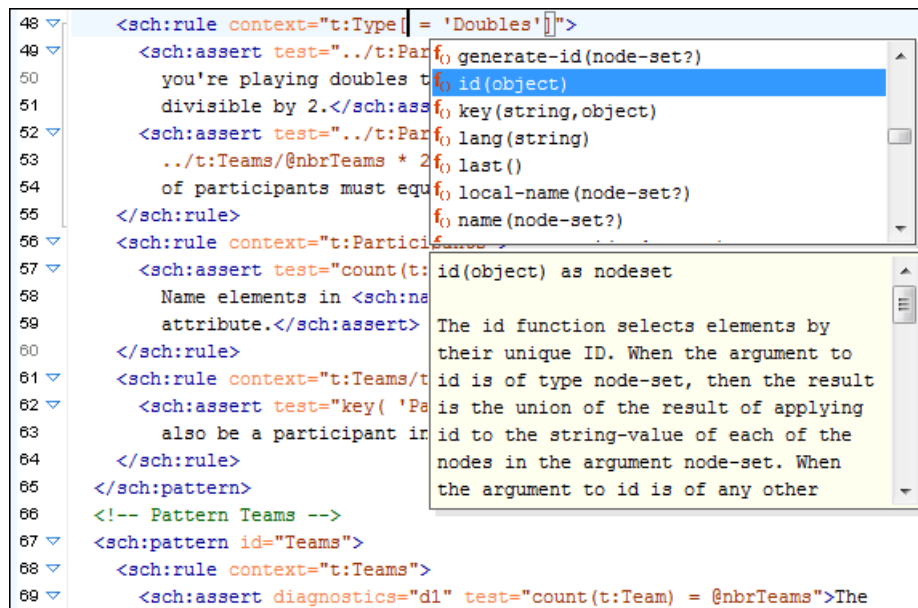 48 <sch:rule context="t:Type[ = 'Doubles']">
49 <sch:assert test="../t:Par
50 you're playing doubles t
51 divisible by 2.</sch:ass
52 <sch:assert test="../t:Par
53 ../t:Teams/@nbrTeams * 2
54 of participants must equ
55 </sch:rule>
56 <sch:rule context="t:Participants">
57 <sch:assert test="count(t:
58 Name elements in <sch:na
59 attribute.</sch:assert>
60 </sch:rule>
61 <sch:rule context="t:Teams/t
62 <sch:assert test="key( 'Pa
63 also be a participant in
64 </sch:rule>
65 </sch:pattern>
66 <!-- Pattern Teams -->
67 <sch:pattern id="Teams">
68 <sch:rule context="t:Teams">
69 <sch:assert diagnostics="d1" test="count(t:Team) = @nbrTeams">The
f() generate-id(node-set?)
f() id(object)
f() key(string,object)
f() lang(string)
f() last()
f() local-name(node-set?)
f() name(node-set?)
id(object) as nodeset
The id function selects elements by
their unique ID. When the argument to
id is of type node-set, then the result
is the union of the result of applying
id to the string-value of each of the
nodes in the argument node-set. When
the argument to id is of any other